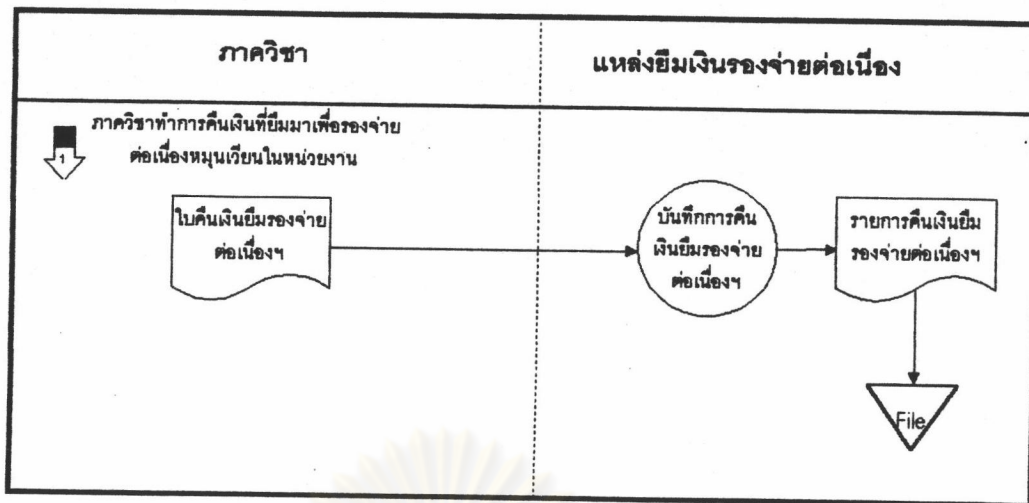 ภาควิชา
แหล่งยืมเงินรองจ่ายต่อเนื่อง
1
ภาควิชาทำการคืนเงินที่ยืมมาเพื่อรองจ่าย
ต่อเนื่องหมุนเวียนในหน่วยงาน
ใบคืนเงินยืมรองจ่าย
ต่อเนื่องฯ
บันทึกการคืน
เงินยืมรองจ่าย
ต่อเนื่องฯ
รายการคืนเงินยืม
รองจ่ายต่อเนื่องฯ
File